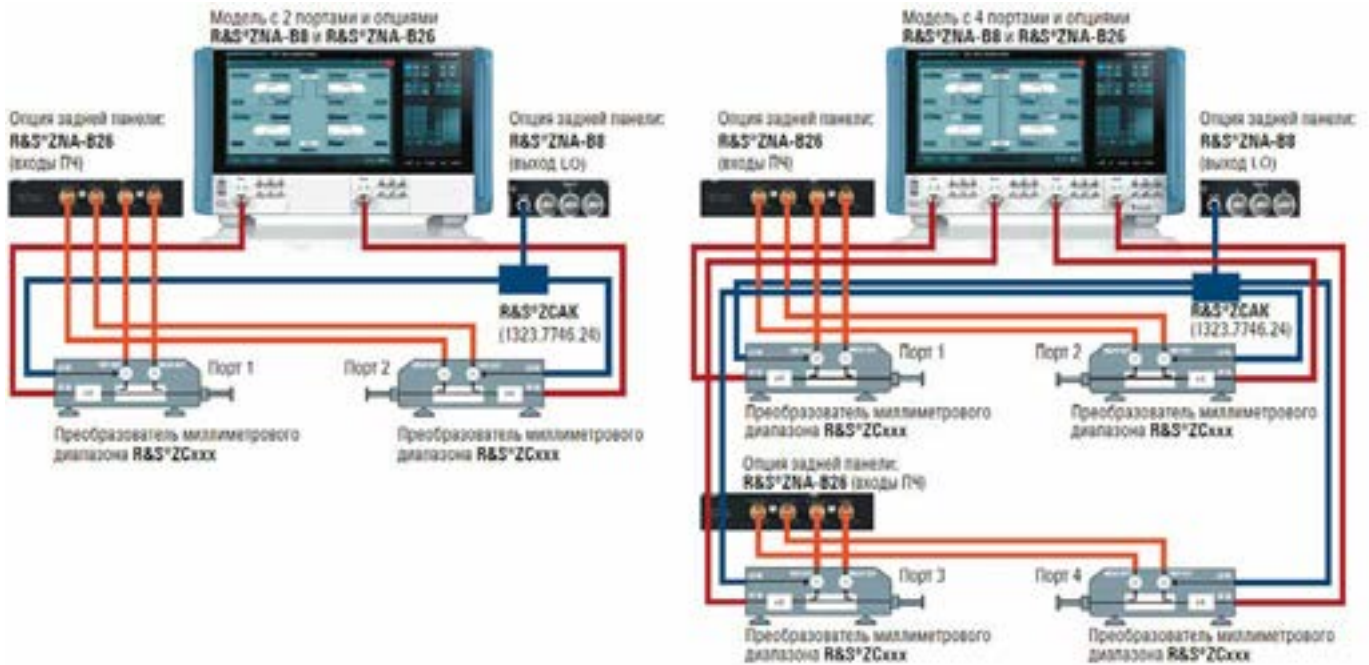 Модель с 2 портами и опциями
R&S®ZNA-B8 и R&S®ZNA-B26
Опция задней панели:
R&S®ZNA-B26
(входы ПЧ)
Опция задней панели:
R&S®ZNA-B8
(выход LO)
R&S®ZCAK
(1323.7746.24)
Порт 1
Порт 2
Преобразователь миллиметрового
диапазона R&S®ZCxxx
Преобразователь миллиметрового
диапазона R&S®ZCxxx
Модель с 4 портами и опциями
R&S®ZNA-B8 и R&S®ZNA-B26
Опция задней панели:
R&S®ZNA-B26
(входы ПЧ)
Опция задней панели:
R&S®ZNA-B8
(выход LO)
R&S®ZCAK
(1323.7746.24)
Порт 1
Порт 2
Преобразователь миллиметрового
диапазона R&S®ZCxxx
Преобразователь миллиметрового
диапазона R&S®ZCxxx
Опция задней панели:
R&S®ZNA-B26 (входы ПЧ)
Порт 3
Порт 4
Преобразователь миллиметрового
диапазона R&S®ZCxxx
Преобразователь миллиметрового
диапазона R&S®ZCxxx